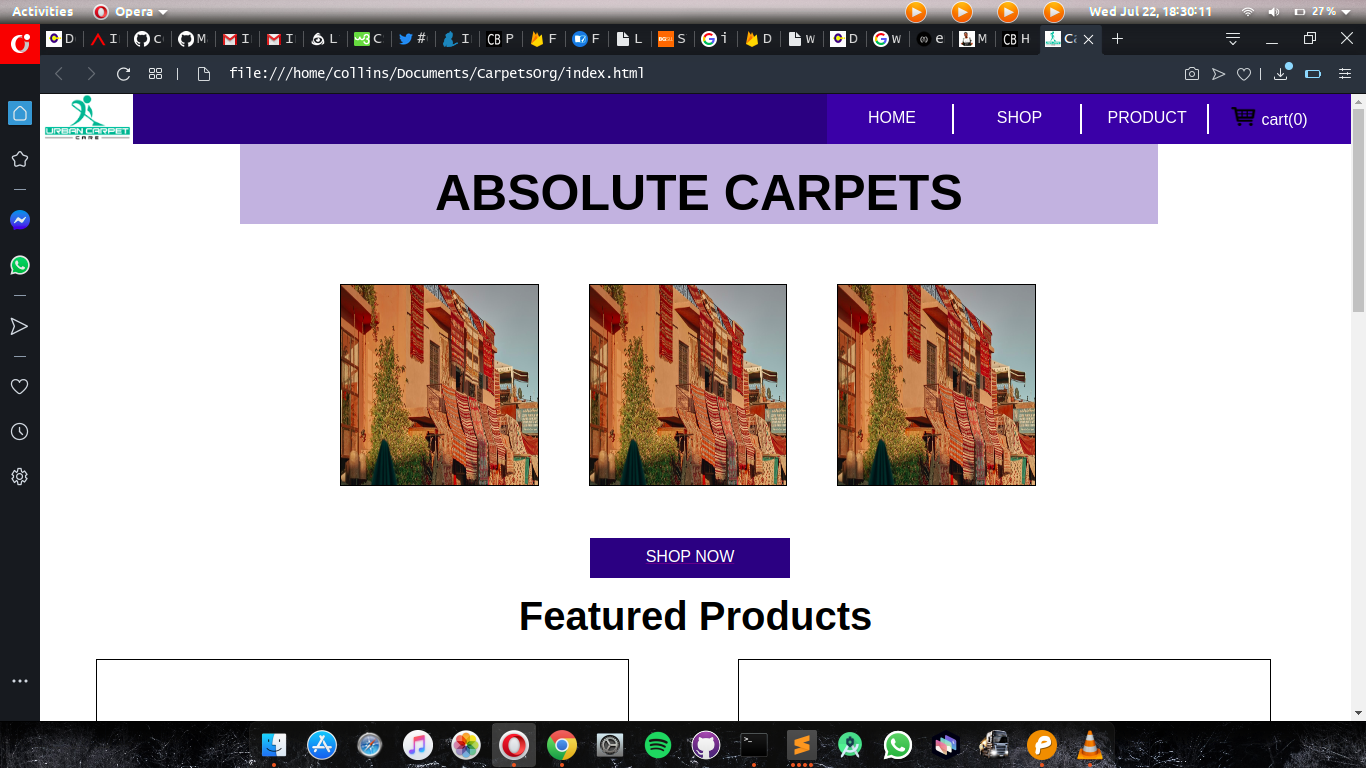 Activities Opera Wed Jul 22, 18:30:11 27 %
D I c M I I L C # I P F F L S i D w D w e M H Ca
file:///home/collins/Documents/CarpetsOrg/index.html
URBAN CARPET
CARE
HOME SHOP PRODUCT cart(0)
ABSOLUTE CARPETS
SHOP NOW
Featured Products